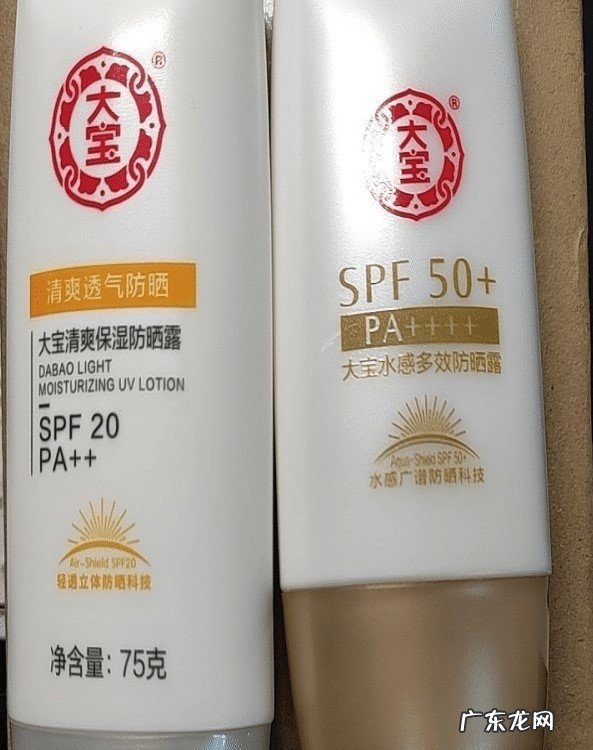 大宝
®
清爽透气防晒
大宝清爽保湿防晒露
DABAO LIGHT
MOISTURIZING UV LOTION
SPF 20
PA++
Air-Shield SPF20
轻透立体防晒科技
净含量：75克
大宝
®
SPF 50+
PA++++
大宝水感多效防晒露
Aqua-Shield SPF 50+
水感广谱防晒科技
广东龙网